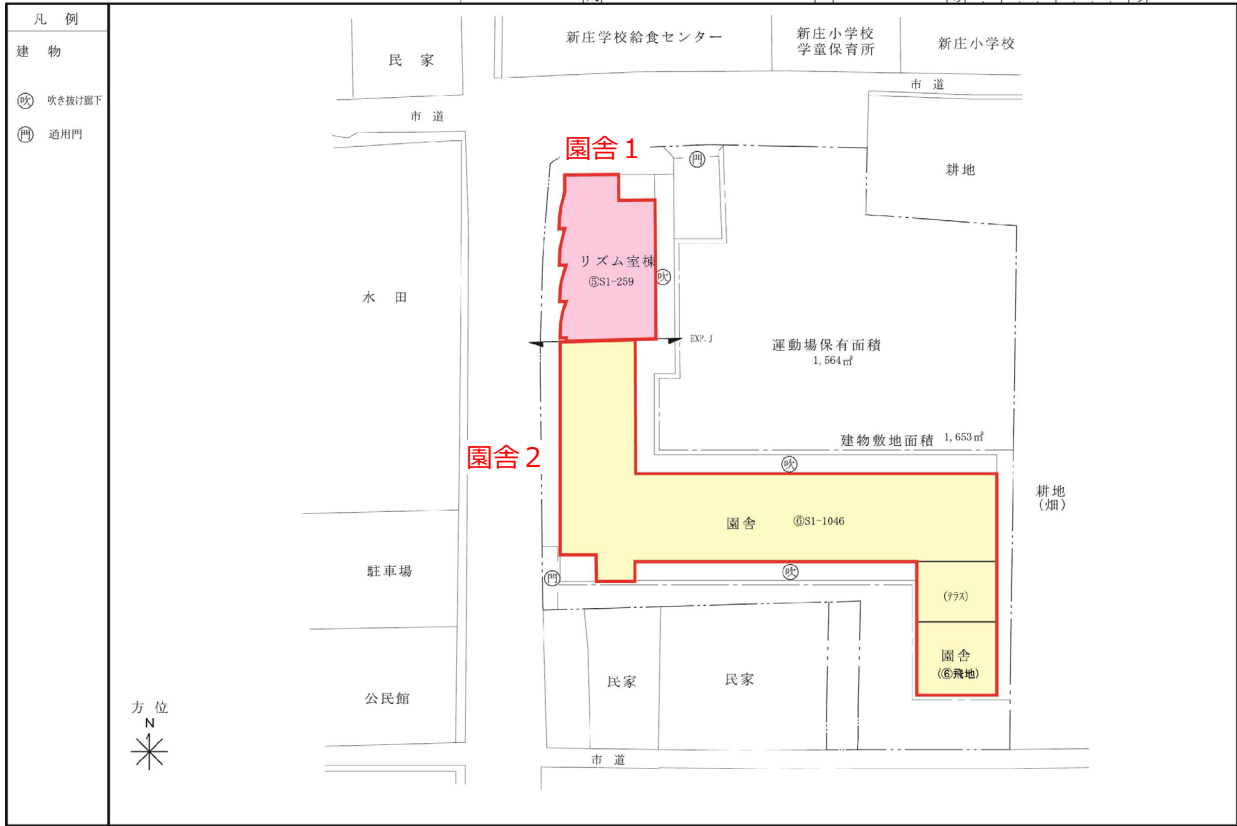 凡 例
建 物
吹 吹き抜け廊下
門 通用門
民 家
新庄学校給食センター
新庄小学校
学童保育所
新庄小学校
市 道
市 道
園舎1
門
耕地
リズム室棟
⑤S1-259
吹
水 田
EXP.J
運動場保有面積
1,564㎡
建物敷地面積 1,653㎡
園舎2
吹
耕地
(畑)
園舎 ⑥S1-1046
駐車場
門
吹
(テラス)
園舎
(⑥飛地)
民家
民家
公民館
方 位
N
市 道